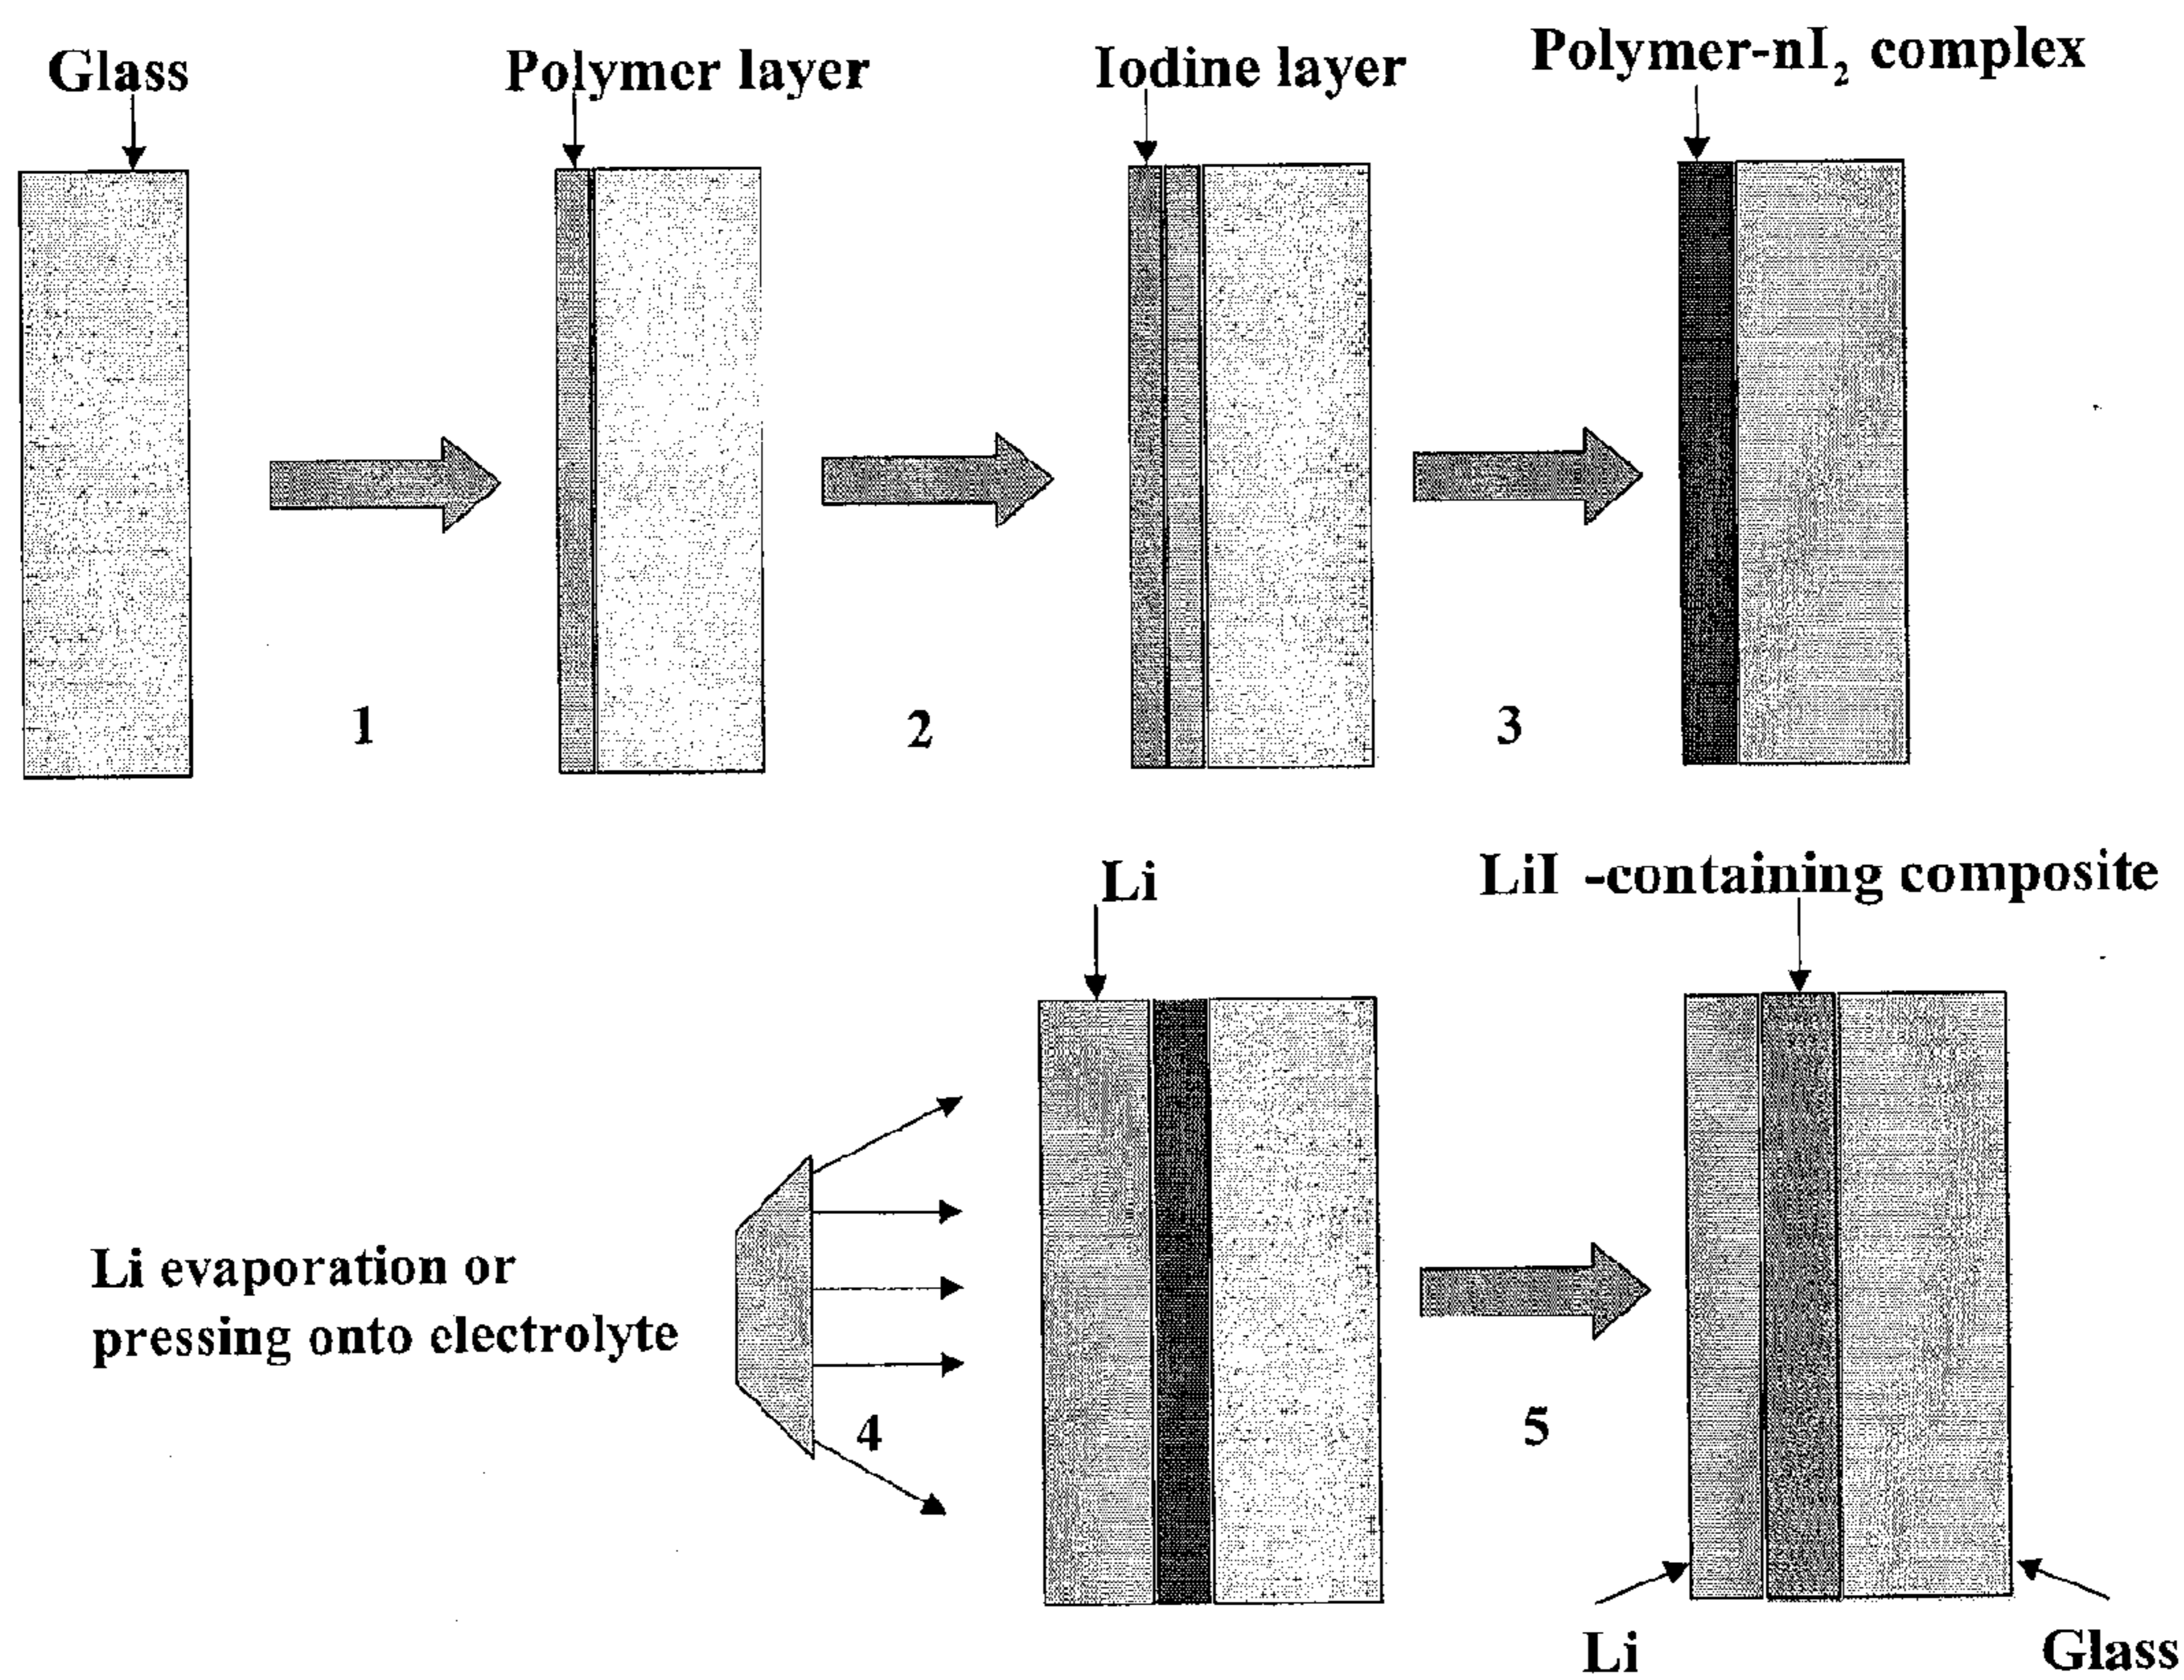 Glass
Polymer layer
Iodine layer
Polymer-nI₂ complex
1
2
3
Li
LiI -containing composite
Li evaporation or
pressing onto electrolyte
4
5
Li
Glass